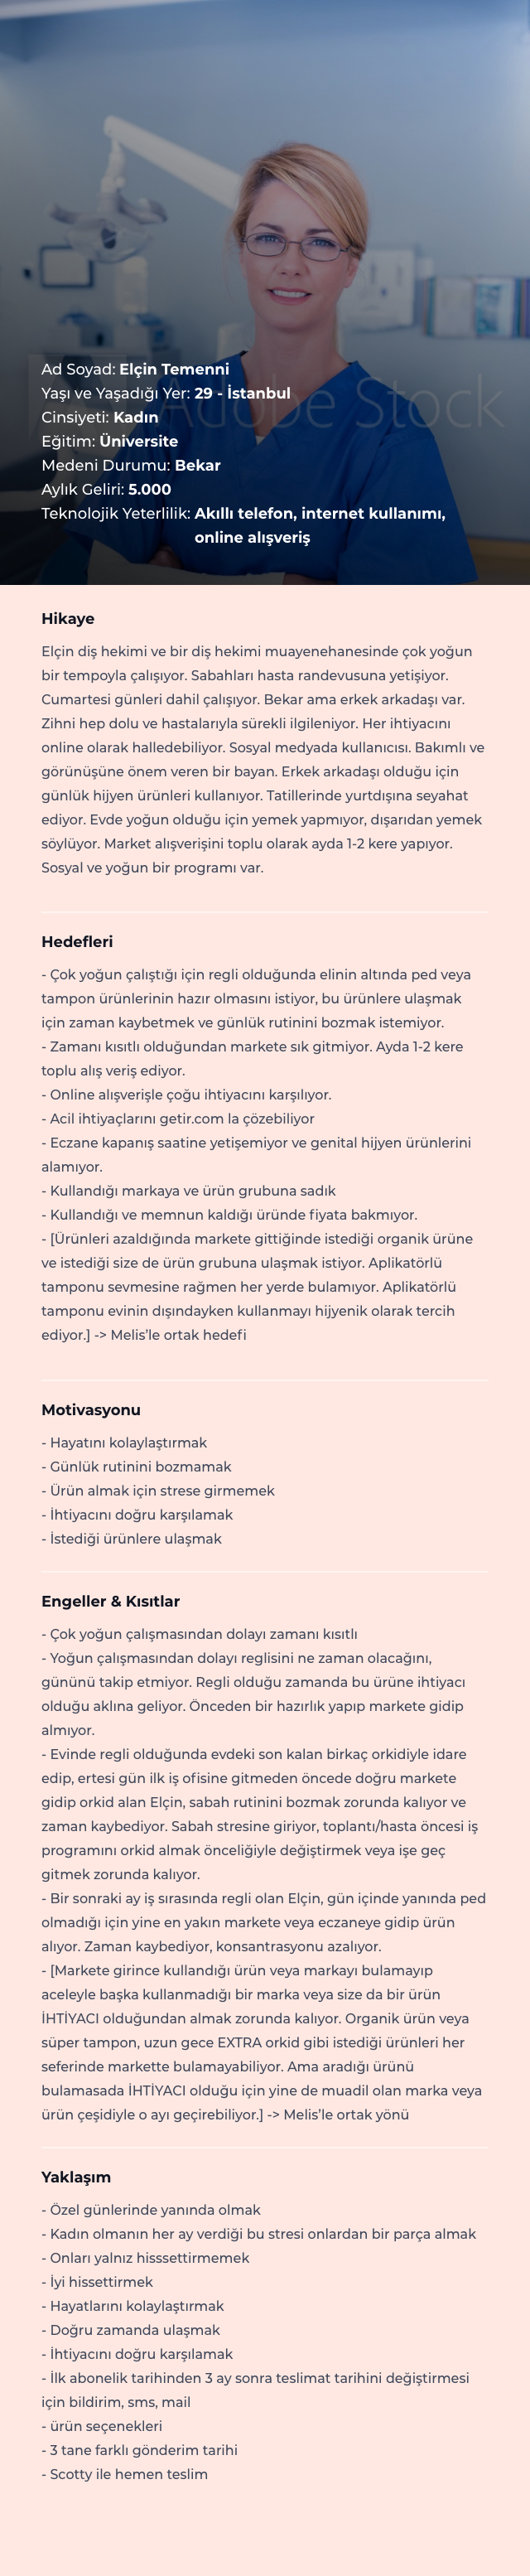 Adobe Stock
Ad Soyad: Elçin Temenni
Yaşı ve Yaşadığı Yer: 29 - İstanbul
Cinsiyeti: Kadın
Eğitim: Üniversite
Medeni Durumu: Bekar
Aylık Geliri: 5.000
Teknolojik Yeterlilik: Akıllı telefon, internet kullanımı,
online alışveriş
Hikaye
Elçin diş hekimi ve bir diş hekimi muayenehanesinde çok yoğun
bir tempoyla çalışıyor. Sabahları hasta randevusuna yetişiyor.
Cumartesi günleri dahil çalışıyor. Bekar ama erkek arkadaşı var.
Zihni hep dolu ve hastalarıyla sürekli ilgileniyor. Her ihtiyacını
online olarak halledebiliyor. Sosyal medyada kullanıcısı. Bakımlı ve
görünüşüne önem veren bir bayan. Erkek arkadaşı olduğu için
günlük hijyen ürünleri kullanıyor. Tatillerinde yurtdışına seyahat
ediyor. Evde yoğun olduğu için yemek yapmıyor, dışarıdan yemek
söylüyor. Market alışverişini toplu olarak ayda 1-2 kere yapıyor.
Sosyal ve yoğun bir programı var.
Hedefleri
- Çok yoğun çalıştığı için regli olduğunda elinin altında ped veya
tampon ürünlerinin hazır olmasını istiyor, bu ürünlere ulaşmak
için zaman kaybetmek ve günlük rutinini bozmak istemiyor.
- Zamanı kısıtlı olduğundan markete sık gitmiyor. Ayda 1-2 kere
toplu alış veriş ediyor.
- Online alışverişle çoğu ihtiyacını karşılıyor.
- Acil ihtiyaçlarını getir.com la çözebiliyor
- Eczane kapanış saatine yetişemiyor ve genital hijyen ürünlerini
alamıyor.
- Kullandığı markaya ve ürün grubuna sadık
- Kullandığı ve memnun kaldığı üründe fiyata bakmıyor.
- [Ürünleri azaldığında markete gittiğinde istediği organik ürüne
ve istediği size de ürün grubuna ulaşmak istiyor. Aplikatörlü
tamponu sevmesine rağmen her yerde bulamıyor. Aplikatörlü
tamponu evinin dışındayken kullanmayı hijyenik olarak tercih
ediyor.] -> Melis'le ortak hedefi
Motivasyonu
- Hayatını kolaylaştırmak
- Günlük rutinini bozmamak
- Ürün almak için strese girmemek
- İhtiyacını doğru karşılamak
- İstediği ürünlere ulaşmak
Engeller & Kısıtlar
- Çok yoğun çalışmasından dolayı zamanı kısıtlı
- Yoğun çalışmasından dolayı reglisini ne zaman olacağını,
gününü takip etmiyor. Regli olduğu zamanda bu ürüne ihtiyacı
olduğu aklına geliyor. Önceden bir hazırlık yapıp markete gidip
almıyor.
- Evinde regli olduğunda evdeki son kalan birkaç orkidiyle idare
edip, ertesi gün ilk iş ofisine gitmeden öncede doğru markete
gidip orkid alan Elçin, sabah rutinini bozmak zorunda kalıyor ve
zaman kaybediyor. Sabah stresine giriyor, toplantı/hasta öncesi iş
programını orkid almak önceliğiyle değiştirmek veya işe geç
gitmek zorunda kalıyor.
- Bir sonraki ay iş sırasında regli olan Elçin, gün içinde yanında ped
olmadığı için yine en yakın markete veya eczaneye gidip ürün
alıyor. Zaman kaybediyor, konsantrasyonu azalıyor.
- [Markete girince kullandığı ürün veya markayı bulamayıp
aceleyle başka kullanmadığı bir marka veya size da bir ürün
İHTİYACI olduğundan almak zorunda kalıyor. Organik ürün veya
süper tampon, uzun gece EXTRA orkid gibi istediği ürünleri her
seferinde markette bulamayabiliyor. Ama aradığı ürünü
bulamasada İHTİYACI olduğu için yine de muadil olan marka veya
ürün çeşidiyle o ayı geçirebiliyor.] -> Melis'le ortak yönü
Yaklaşım
- Özel günlerinde yanında olmak
- Kadın olmanın her ay verdiği bu stresi onlardan bir parça almak
- Onları yalnız hisssettirmemek
- İyi hissettirmek
- Hayatlarını kolaylaştırmak
- Doğru zamanda ulaşmak
- İhtiyacını doğru karşılamak
- İlk abonelik tarihinden 3 ay sonra teslimat tarihini değiştirmesi
için bildirim, sms, mail
- ürün seçenekleri
- 3 tane farklı gönderim tarihi
- Scotty ile hemen teslim